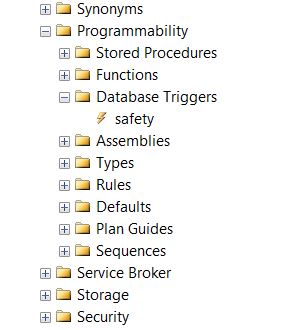 Synonyms
Programmability
Stored Procedures
Functions
Database Triggers
safety
Assemblies
Types
Rules
Defaults
Plan Guides
Sequences
Service Broker
Storage
Security